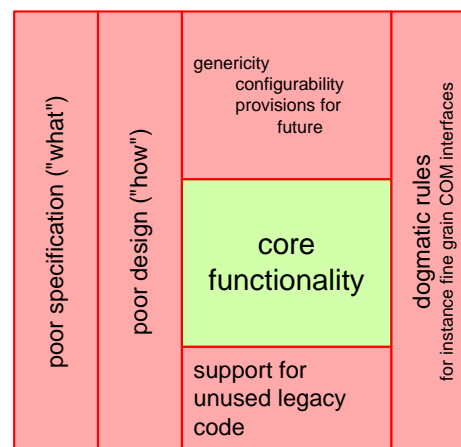 poor specification ("what")
poor design ("how")
genericity
configurability
provisions for
future
core
functionality
support for
unused legacy
code
dogmatic rules
for instance fine grain COM interfaces